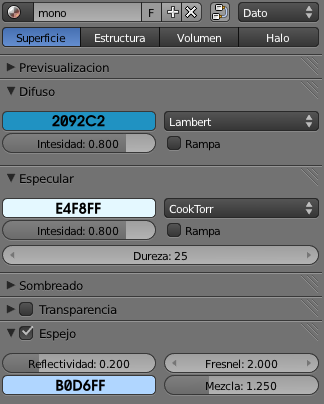 mono F Dato
Superficie Estructura Volumen Halo
Previsualizacion
Difuso
2092C2 Lambert
Intesidad: 0.800 Rampa
Especular
E4F8FF CookTorr
Intesidad: 0.800 Rampa
Dureza: 25
Sombreado
Transparencia
Espejo
Reflectividad: 0.200 Fresnel: 2.000
B0D6FF Mezcla: 1.250